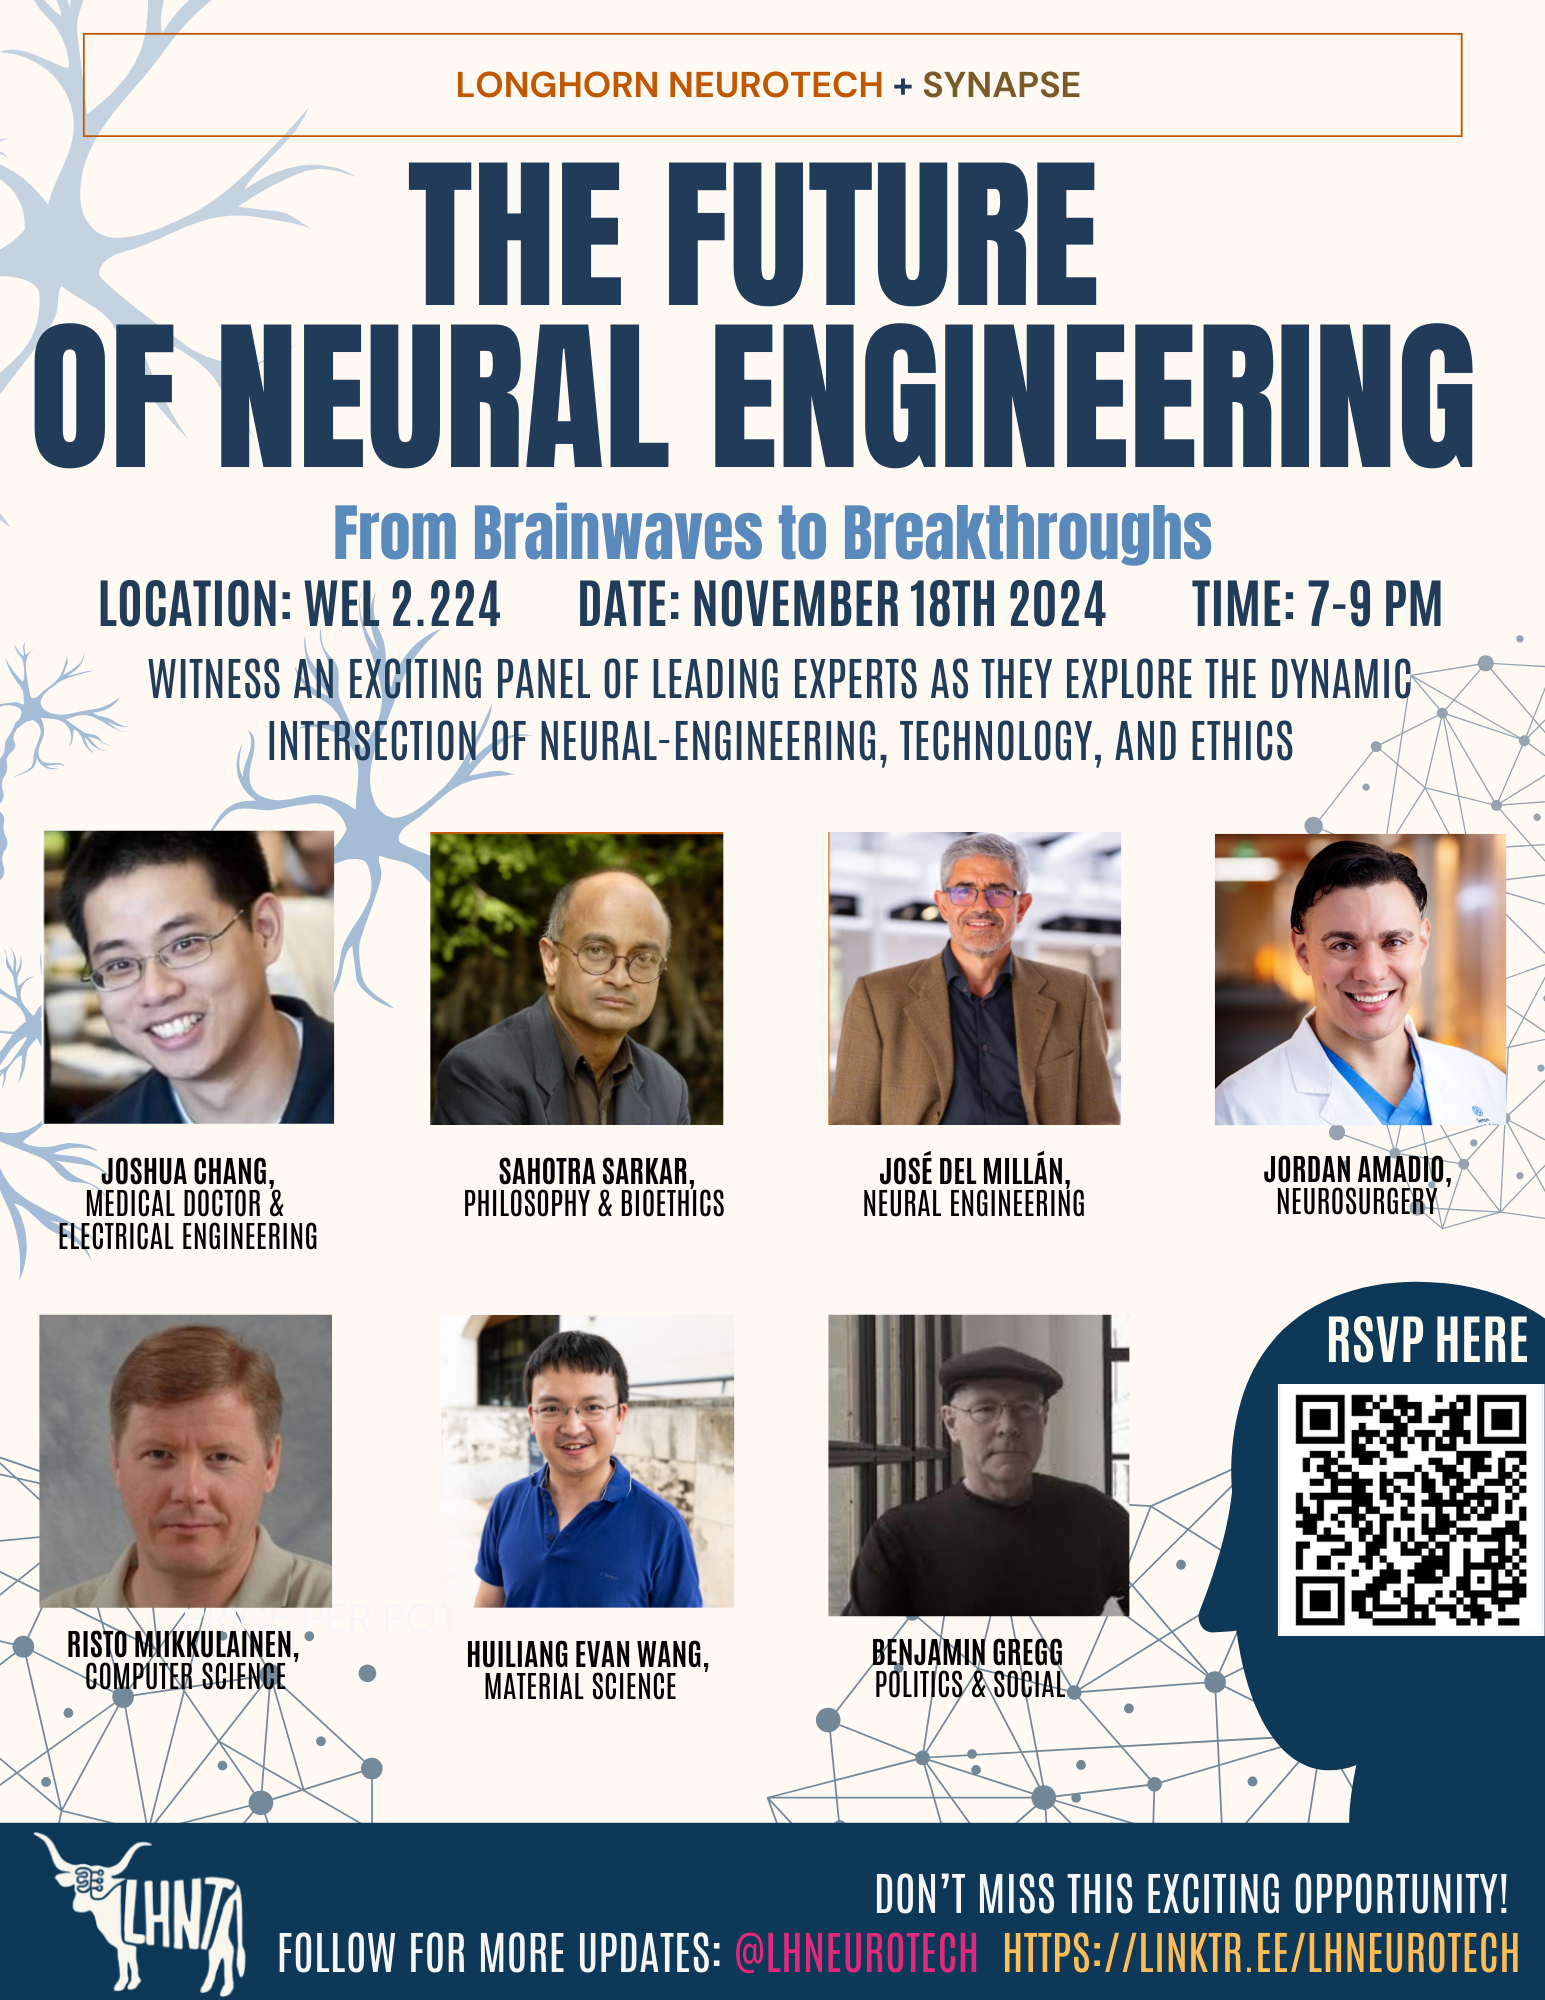 LONGHORN NEUROTECH + SYNAPSE
THE FUTURE
OF NEURAL ENGINEERING
From Brainwaves to Breakthroughs
LOCATION: WEL 2.224 DATE: NOVEMBER 18TH 2024 TIME: 7-9 PM
WITNESS AN EXCITING PANEL OF LEADING EXPERTS AS THEY EXPLORE THE DYNAMIC
INTERSECTION OF NEURAL-ENGINEERING, TECHNOLOGY, AND ETHICS
JOSHUA CHANG,
MEDICAL DOCTOR &
ELECTRICAL ENGINEERING
SAHOTRA SARKAR,
PHILOSOPHY & BIOETHICS
JOSÉ DEL MILLÁN,
NEURAL ENGINEERING
JORDAN AMADIO,
NEUROSURGERY
RISTO MIIKKULAINEN,
COMPUTER SCIENCE
HUILIANG EVAN WANG,
MATERIAL SCIENCE
BENJAMIN GREGG
POLITICS & SOCIAL
RSVP HERE
PER POT
LHNTA
DON'T MISS THIS EXCITING OPPORTUNITY!
FOLLOW FOR MORE UPDATES: @LHNEUROTECH HTTPS://LINKTR.EE/LHNEUROTECH